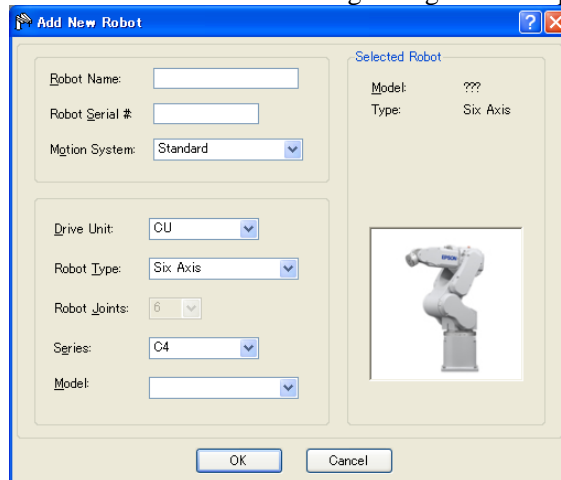 Add New Robot
Robot Name:
Robot Serial #
Motion System: Standard
Drive Unit: CU
Robot Type: Six Axis
Robot Joints: 6
Series: C4
Model:
Selected Robot
Model: ???
Type: Six Axis
EPSON
OK Cancel